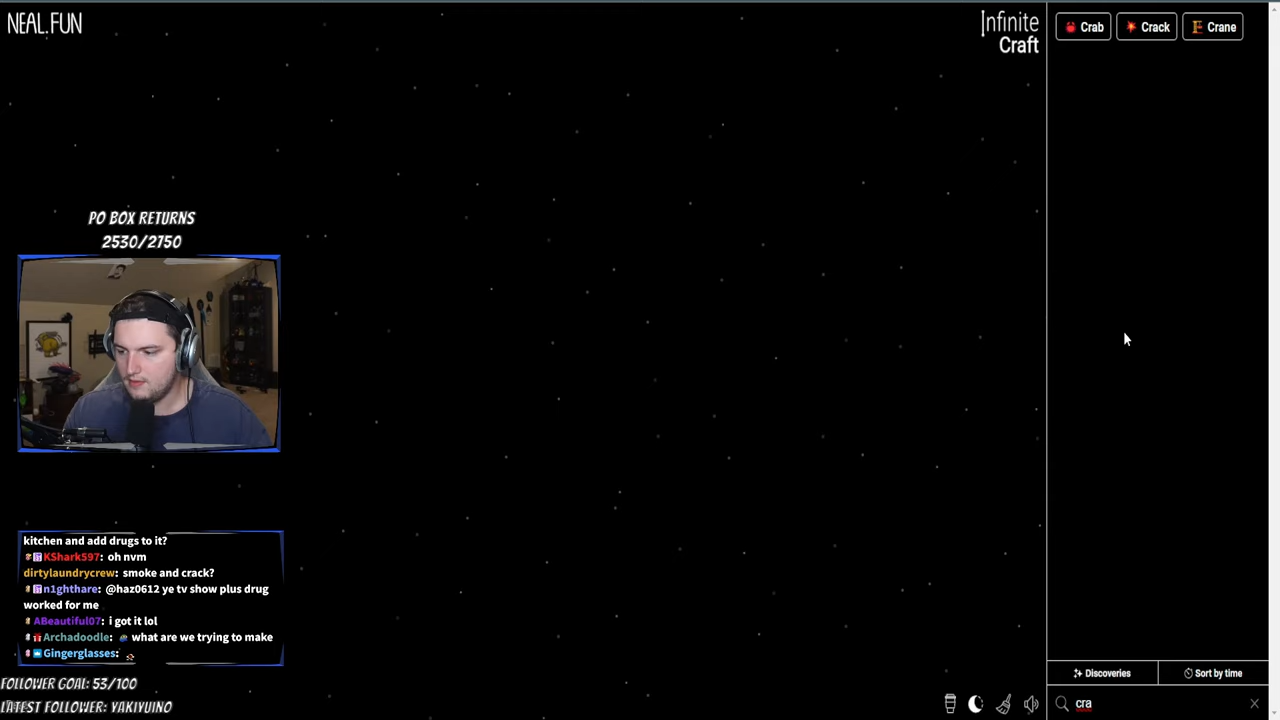 NEAL.FUN
Infinite
Craft
Crab
Crack
Crane
PO BOX RETURNS
2530/2750
kitchen and add drugs to it?
KShark597: oh nvm
dirtylaundrycrew: smoke and crack?
n1ghthare: @haz0612 ye tv show plus drug
worked for me
ABeautiful07: i got it lol
Archadoodle: what are we trying to make
Gingerglasses:
FOLLOWER GOAL: 53/100
LATEST FOLLOWER: YAKIYUINO
Discoveries
Sort by time
cra